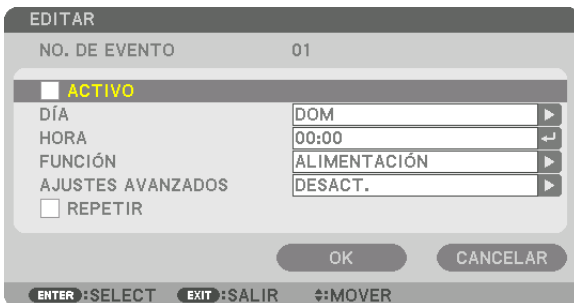 EDITAR
NO. DE EVENTO 01
ACTIVO
DÍA DOM
HORA 00:00
FUNCIÓN ALIMENTACIÓN
AJUSTES AVANZADOS DESACT.
REPETIR
OK CANCELAR
ENTER :SELECT EXIT :SALIR :MOVER